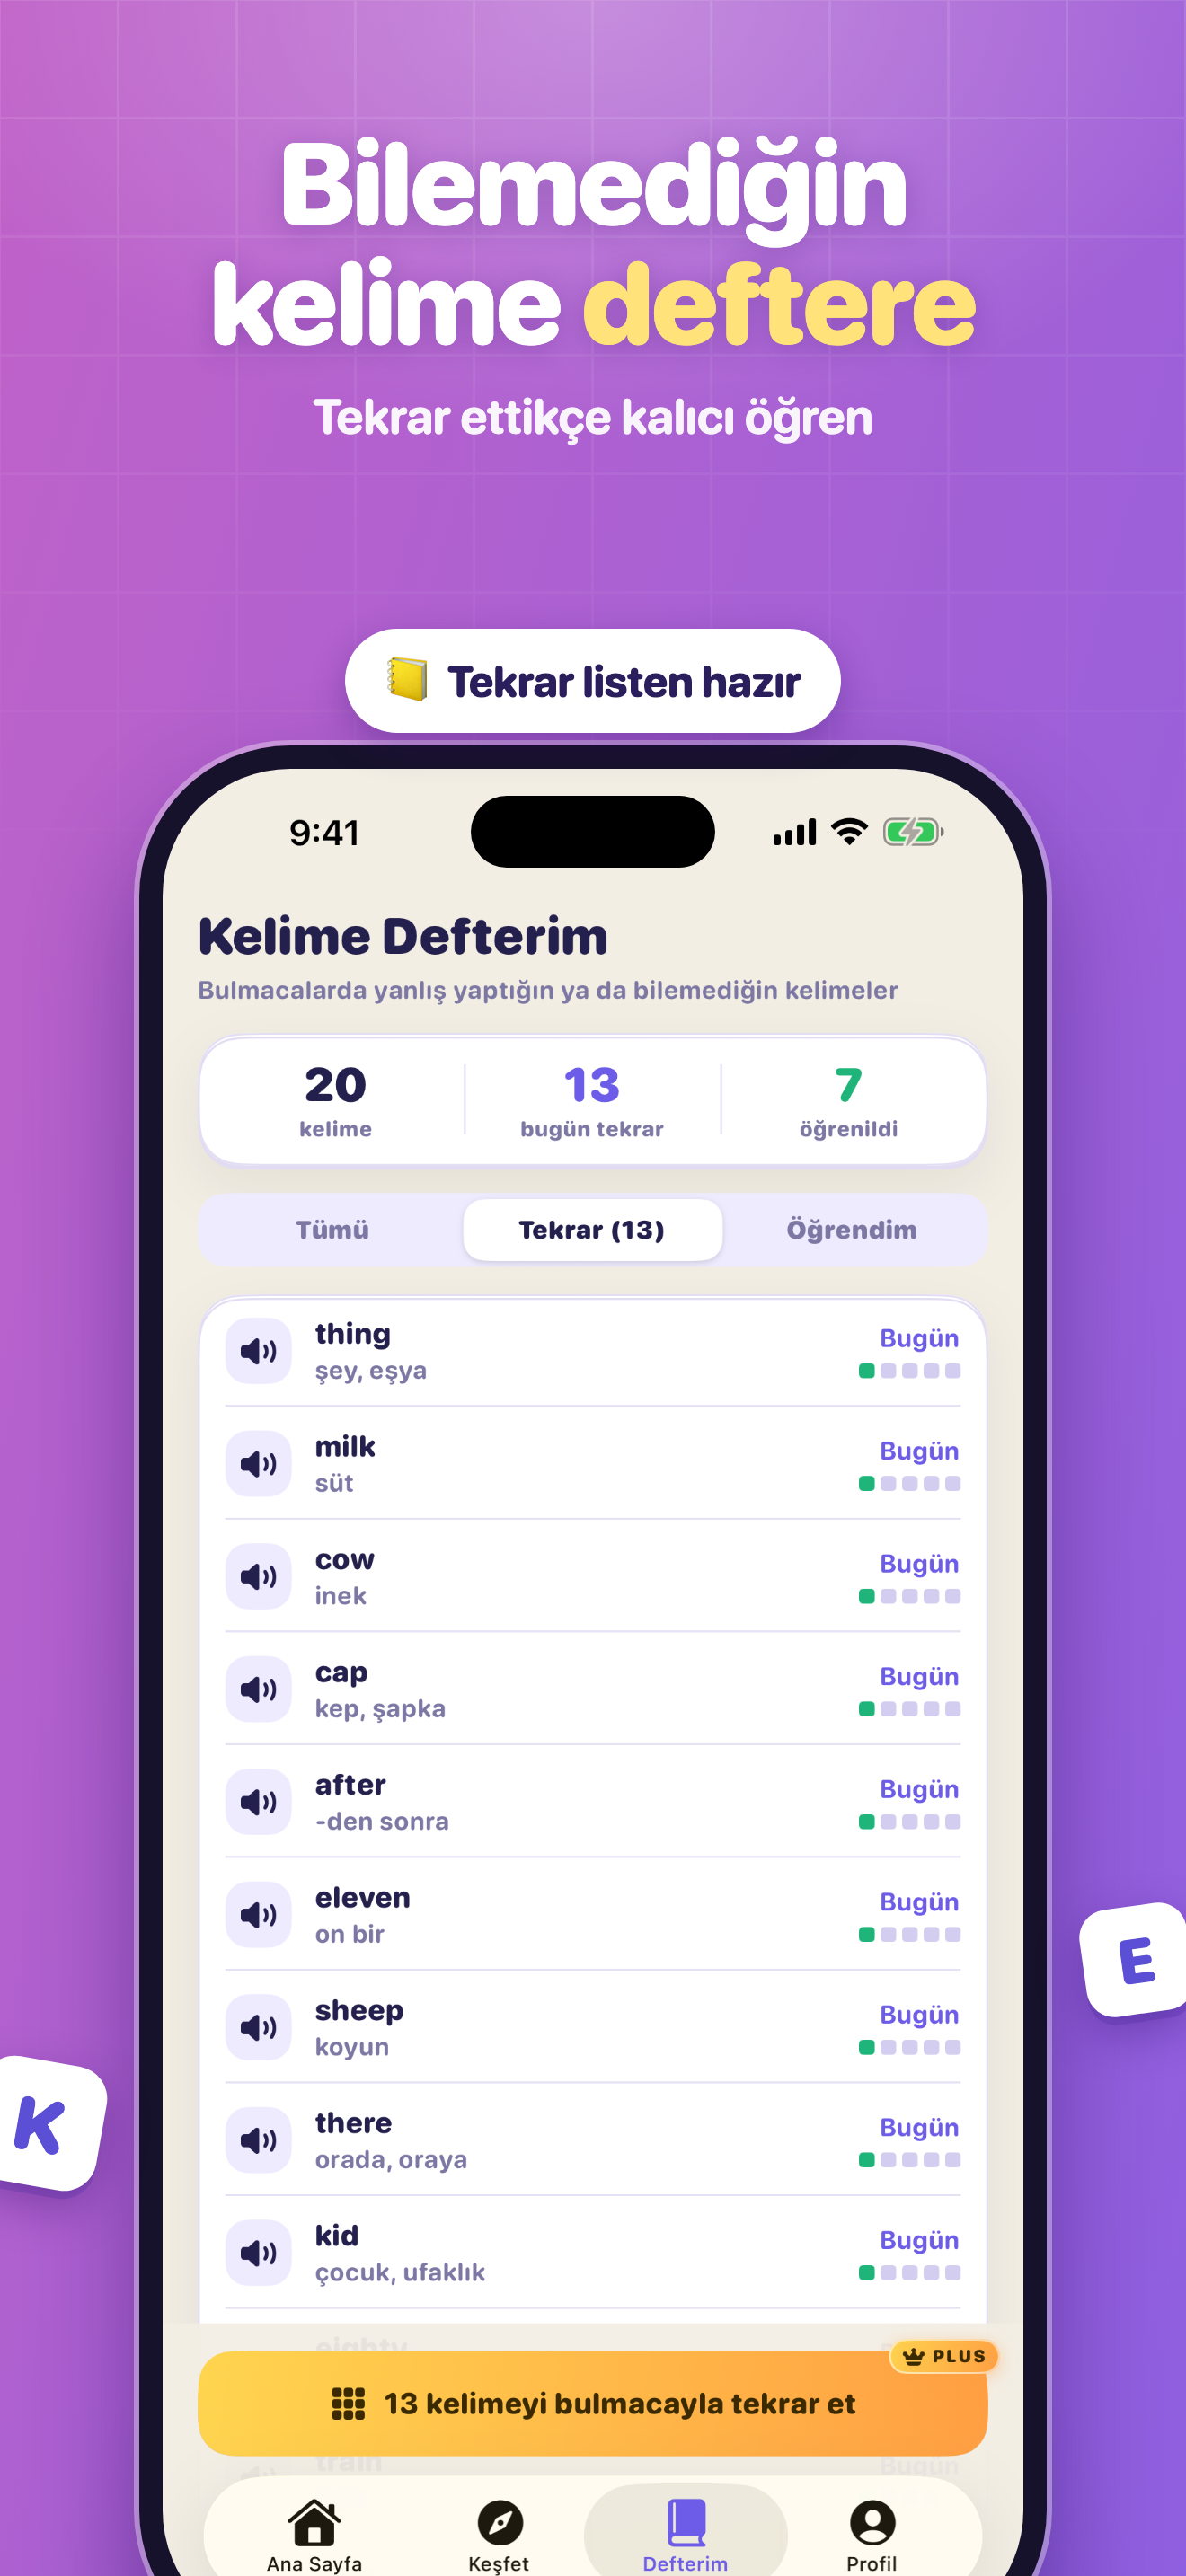 Bilemediğin
kelime deftere
Tekrar ettikçe kalıcı öğren
Tekrar listen hazır
9:41
Kelime Defterim
Bulmacalarda yanlış yaptığın ya da bilemediğin kelimeler
20
kelime
13
bugün tekrar
7
öğrenildi
Tümü
Tekrar (13)
Öğrendim
thing
şey, eşya
Bugün
milk
süt
Bugün
cow
inek
Bugün
cap
kep, şapka
Bugün
after
-den sonra
Bugün
eleven
on bir
Bugün
sheep
koyun
Bugün
there
orada, oraya
Bugün
kid
çocuk, ufaklık
Bugün
eighty
PLUS
13 kelimeyi bulmacayla tekrar et
train
Bugün
Ana Sayfa
Keşfet
Defterim
Profil
E
K